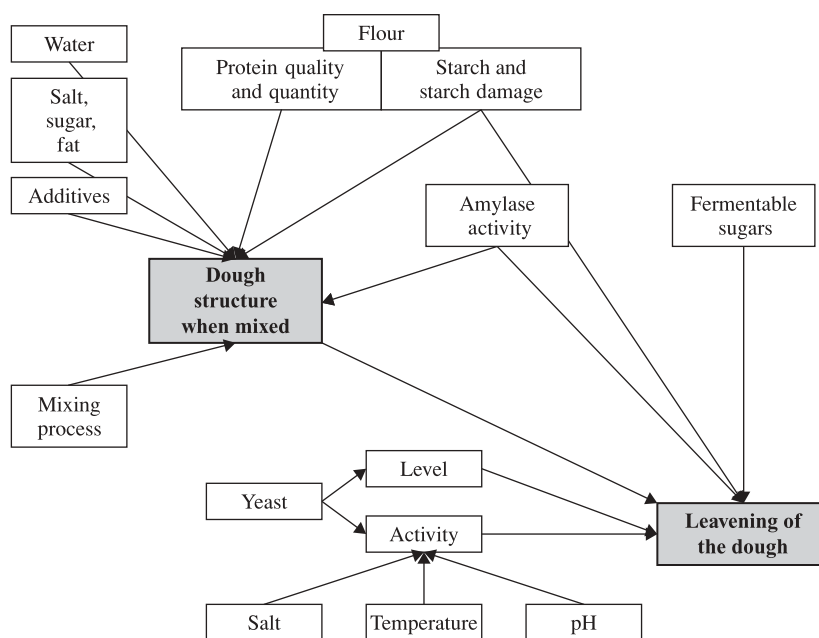 Flour
Water
Protein quality
and quantity
Starch and
starch damage
Salt,
sugar,
fat
Additives
Amylase
activity
Fermentable
sugars
Dough
structure
when mixed
Mixing
process
Level
Yeast
Activity
Leavening of
the dough
Salt
Temperature
pH